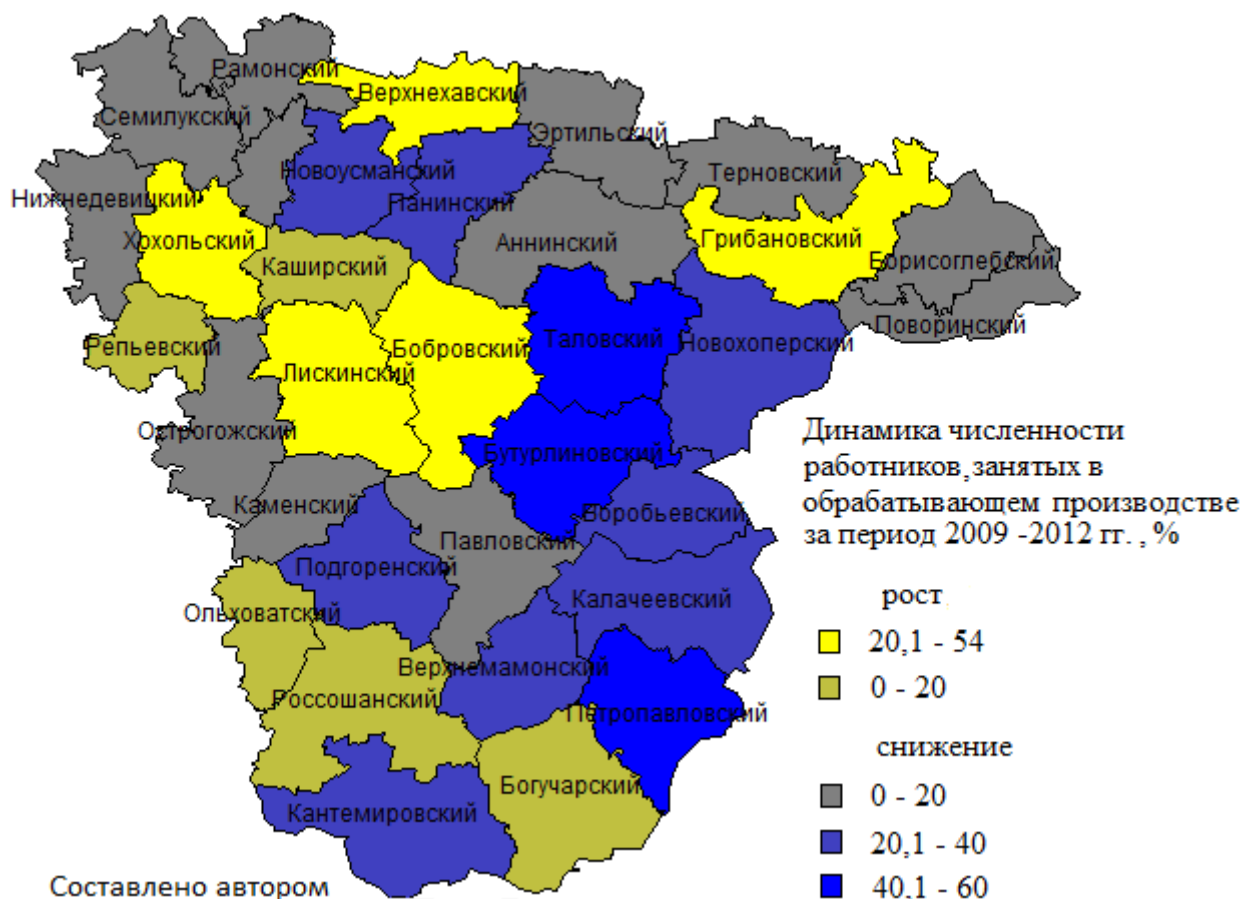 Рамонский
Верхнехавский
Семилукский
Эртильский
Новоусманский
Терновский
Нижнедевицкий
Панинский
Хохольский
Аннинский
Грибановский
Каширский
Борисоглебский
Поворинский
Репьевский
Таловский
Новохоперский
Бобровский
Лискинский
Острогожский
Бутурлиновский
Каменский
Воробьевский
Павловский
Подгоренский
Калачеевский
Ольховатский
Верхнемамонский
Россошанский
Петропавловский
Богучарский
Кантемировский
Динамика численности
работников,занятых в
обрабатывающем производстве
за период 2009 -2012 гг. , %
рост
20,1 - 54
0 - 20
снижение
0 - 20
20,1 - 40
40,1 - 60
Составлено автором